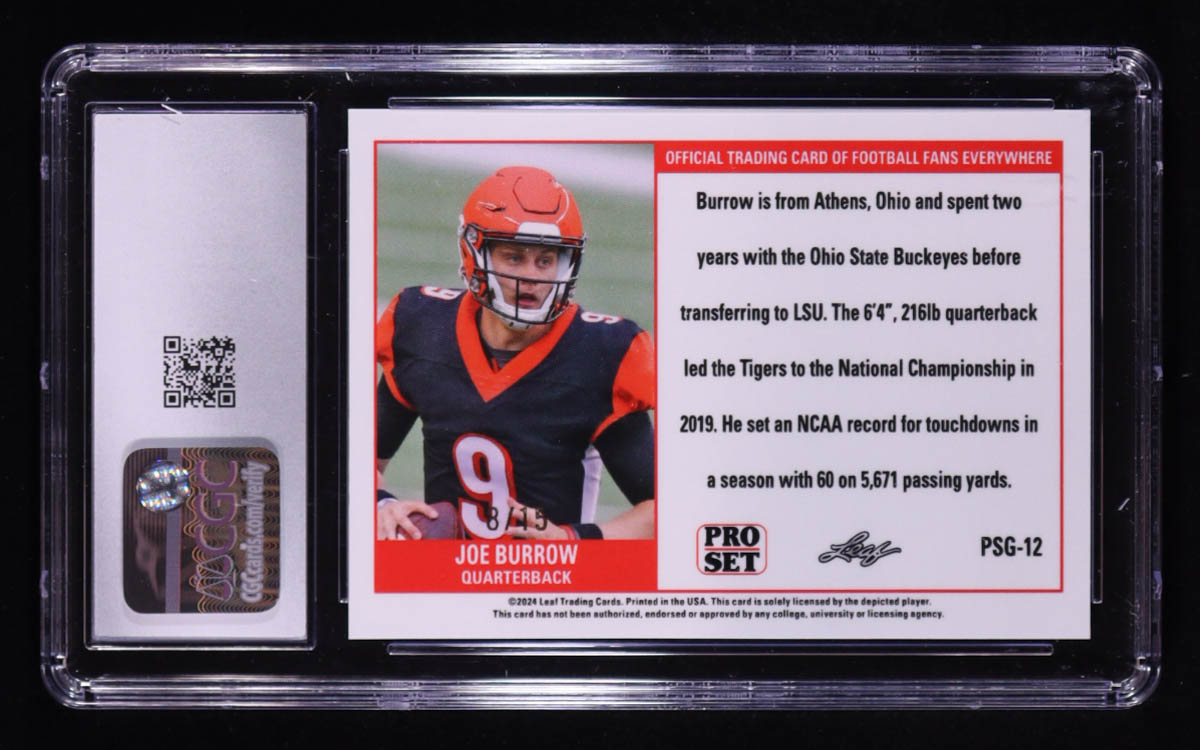 OFFICIAL TRADING CARD OF FOOTBALL FANS EVERYWHERE
Burrow is from Athens, Ohio and spent two
years with the Ohio State Buckeyes before
transferring to LSU. The 6'4", 216lb quarterback
led the Tigers to the National Championship in
2019. He set an NCAA record for touchdowns in
a season with 60 on 5,671 passing yards.
9
9
9
8/15
JOE BURROW
QUARTERBACK
PRO
SET
Leaf
PSG-12
©2024 Leaf Trading Cards. Printed in the USA. This card is solely licensed by the depicted player.
This card has not been authorized, endorsed or approved by any college, university or licensing agency.
CGC
CGCcards.com/verify